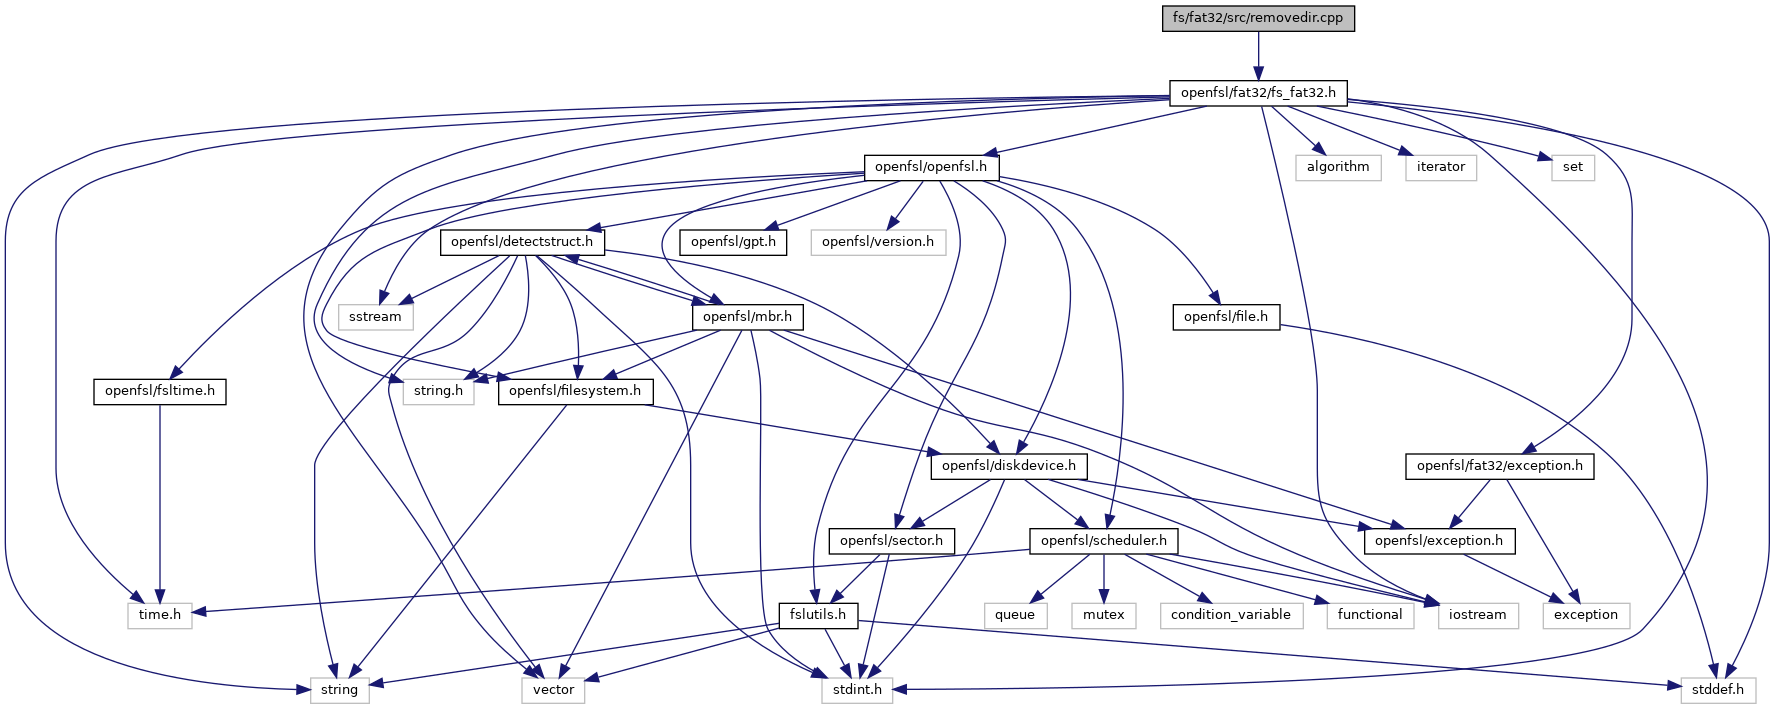 fs/fat32/src/removedir.cpp
openfsl/fat32/fs_fat32.h
openfsl/openfsl.h
algorithm
iterator
set
openfsl/detectstruct.h
openfsl/gpt.h
openfsl/version.h
sstream
openfsl/mbr.h
openfsl/file.h
openfsl/fsltime.h
string.h
openfsl/filesystem.h
openfsl/diskdevice.h
openfsl/fat32/exception.h
openfsl/sector.h
openfsl/scheduler.h
openfsl/exception.h
time.h
fslutils.h
queue
mutex
condition_variable
functional
iostream
exception
string
vector
stdint.h
stddef.h